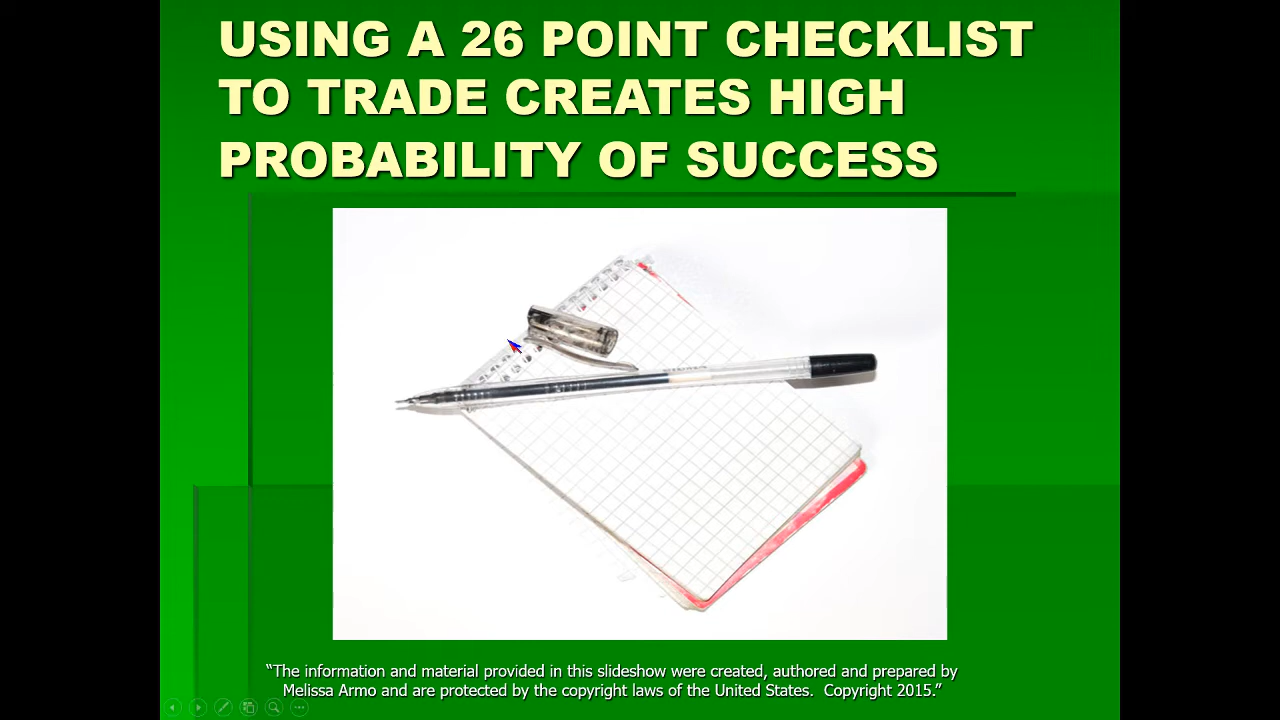 USING A 26 POINT CHECKLIST
TO TRADE CREATES HIGH
PROBABILITY OF SUCCESS
“The information and material provided in this slideshow were created, authored and prepared by
Melissa Armo and are protected by the copyright laws of the United States.  Copyright 2015.”